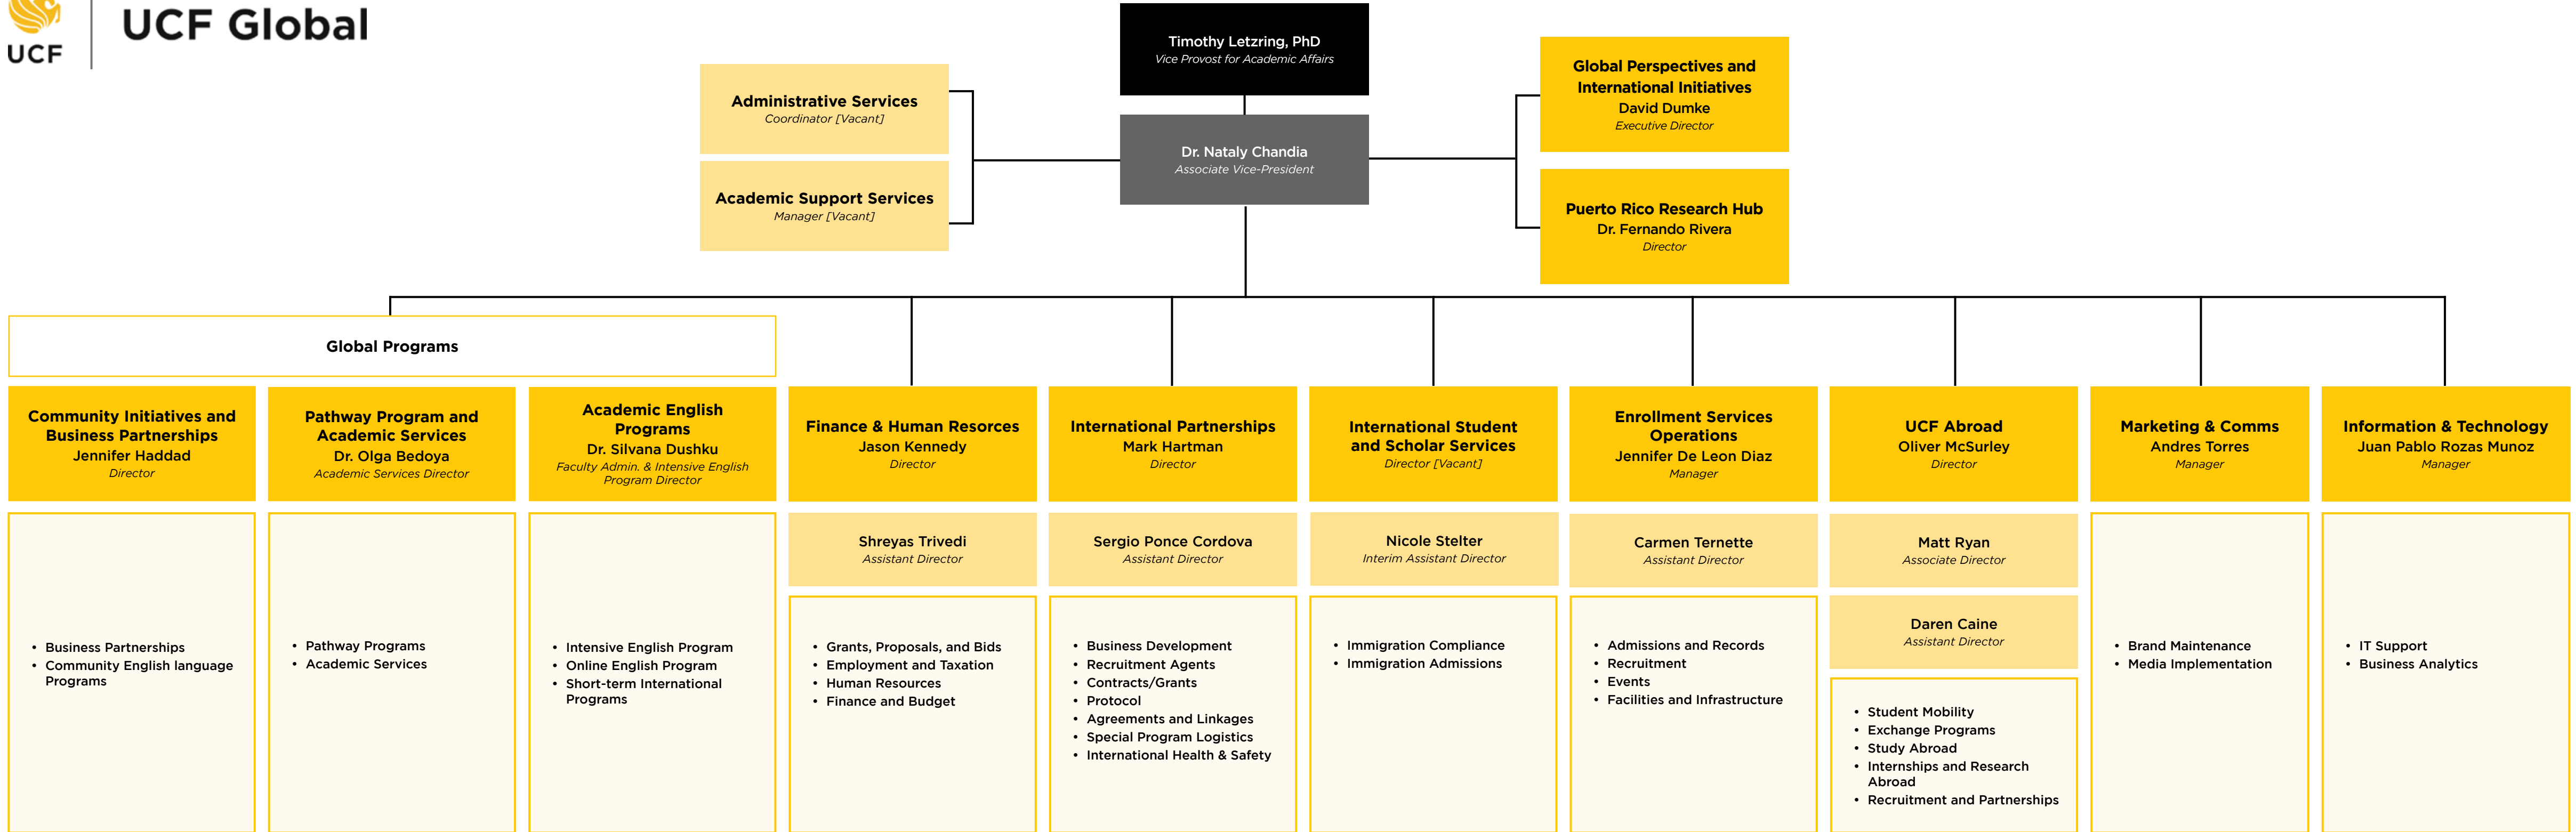 UCF
UCF Global
Timothy Letzring, PhD
Vice Provost for Academic Affairs
Dr. Nataly Chandia
Associate Vice-President
Administrative Services
Coordinator [Vacant]
Academic Support Services
Manager [Vacant]
Global Perspectives and
International Initiatives
David Dumke
Executive Director
Puerto Rico Research Hub
Dr. Fernando Rivera
Director
Global Programs
Community Initiatives and
Business Partnerships
Jennifer Haddad
Director
• Business Partnerships
• Community English language
Programs
Pathway Program and
Academic Services
Dr. Olga Bedoya
Academic Services Director
• Pathway Programs
• Academic Services
Academic English
Programs
Dr. Silvana Dushku
Faculty Admin. & Intensive English
Program Director
• Intensive English Program
• Online English Program
• Short-term International
Programs
Finance & Human Resorces
Jason Kennedy
Director
Shreyas Trivedi
Assistant Director
• Grants, Proposals, and Bids
• Employment and Taxation
• Human Resources
• Finance and Budget
International Partnerships
Mark Hartman
Director
Sergio Ponce Cordova
Assistant Director
• Business Development
• Recruitment Agents
• Contracts/Grants
• Protocol
• Agreements and Linkages
• Special Program Logistics
• International Health & Safety
International Student
and Scholar Services
Director [Vacant]
Nicole Stelter
Interim Assistant Director
• Immigration Compliance
• Immigration Admissions
Enrollment Services
Operations
Jennifer De Leon Diaz
Manager
Carmen Ternette
Assistant Director
• Admissions and Records
• Recruitment
• Events
• Facilities and Infrastructure
UCF Abroad
Oliver McSurley
Director
Matt Ryan
Associate Director
Daren Caine
Assistant Director
• Student Mobility
• Exchange Programs
• Study Abroad
• Internships and Research
Abroad
• Recruitment and Partnerships
Marketing & Comms
Andres Torres
Manager
• Brand Maintenance
• Media Implementation
Information & Technology
Juan Pablo Rozas Munoz
Manager
• IT Support
• Business Analytics